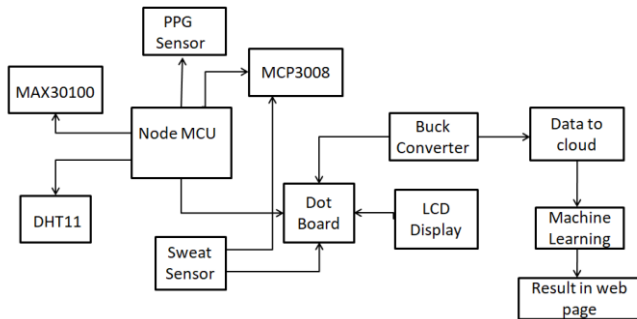 PPG
Sensor
MCP3008
MAX30100
Node MCU
Buck
Converter
Data to
cloud
DHT11
Dot
Board
LCD
Display
Machine
Learning
Sweat
Sensor
Result in web
page